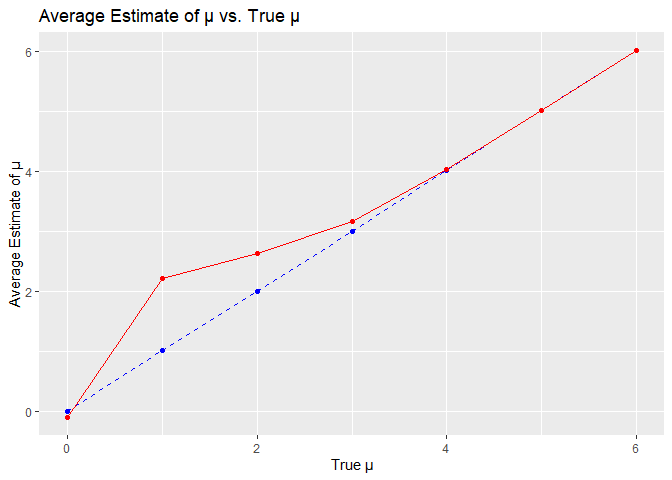 Average Estimate of μ vs. True μ
Average Estimate of μ
6
4
2
0
0
2
4
6
True μ